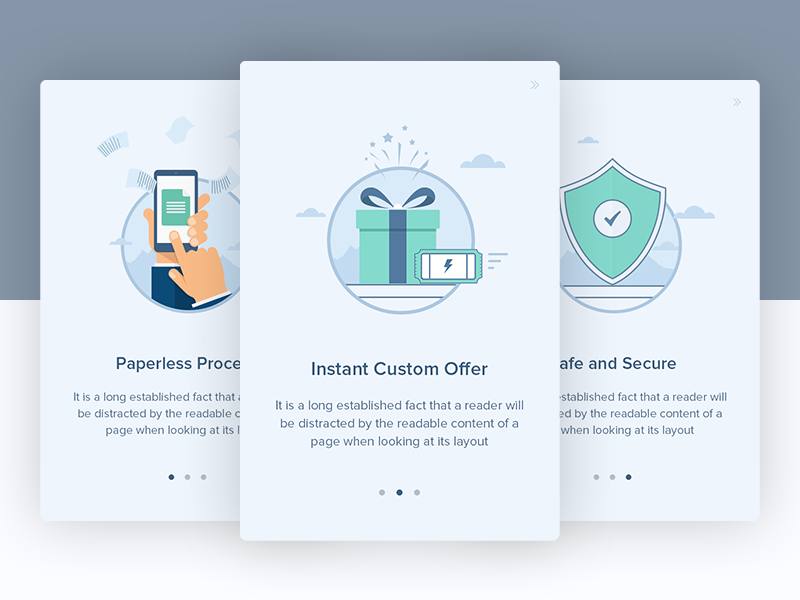 Paperless Proce
It is a long established fact that a
be distracted by the readable c
page when looking at its l
Instant Custom Offer
It is a long established fact that a reader will
be distracted by the readable content of a
page when looking at its layout
afe and Secure
established fact that a reader will
ed by the readable content of a
when looking at its layout